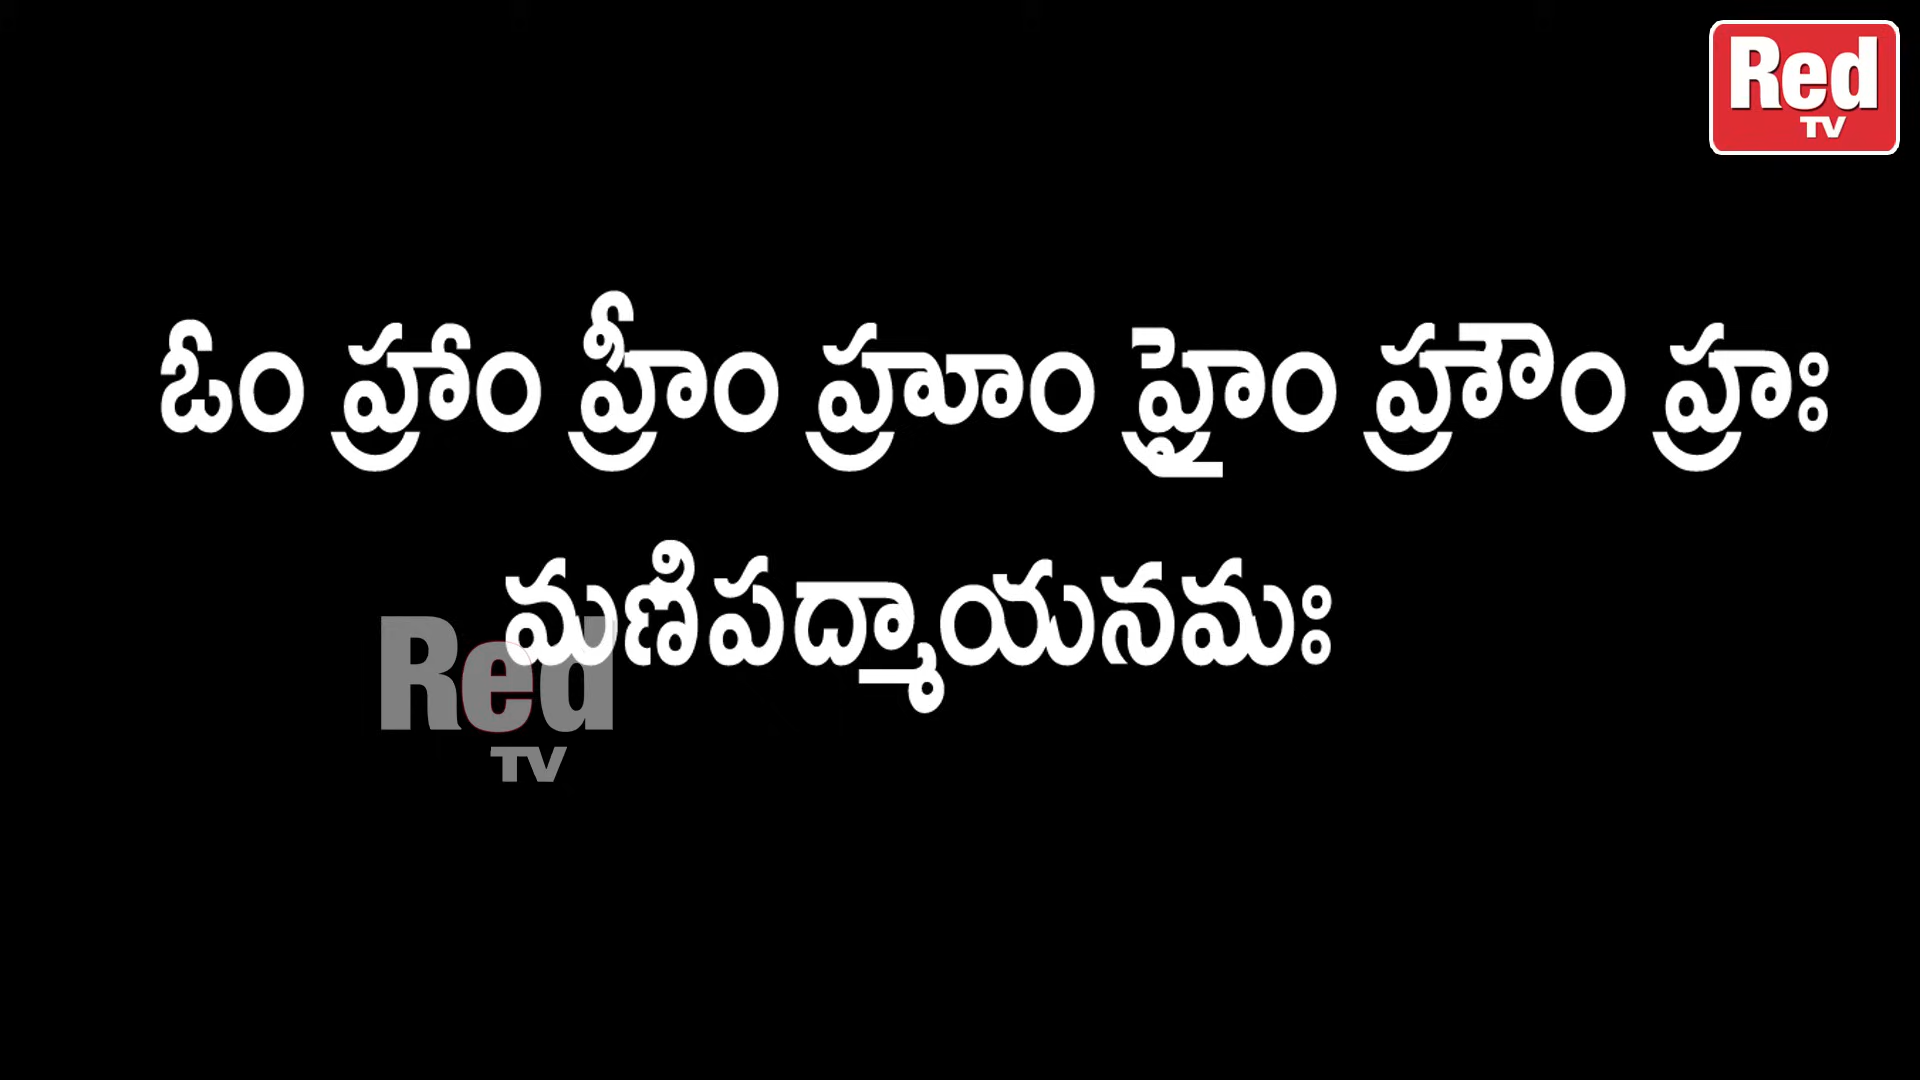 Red
TV
ఓం హ్రాం హ్రీం హ్రూం హ్రైం హ్రౌం హ్రః
మణిపద్మాయనమః
Red
TV